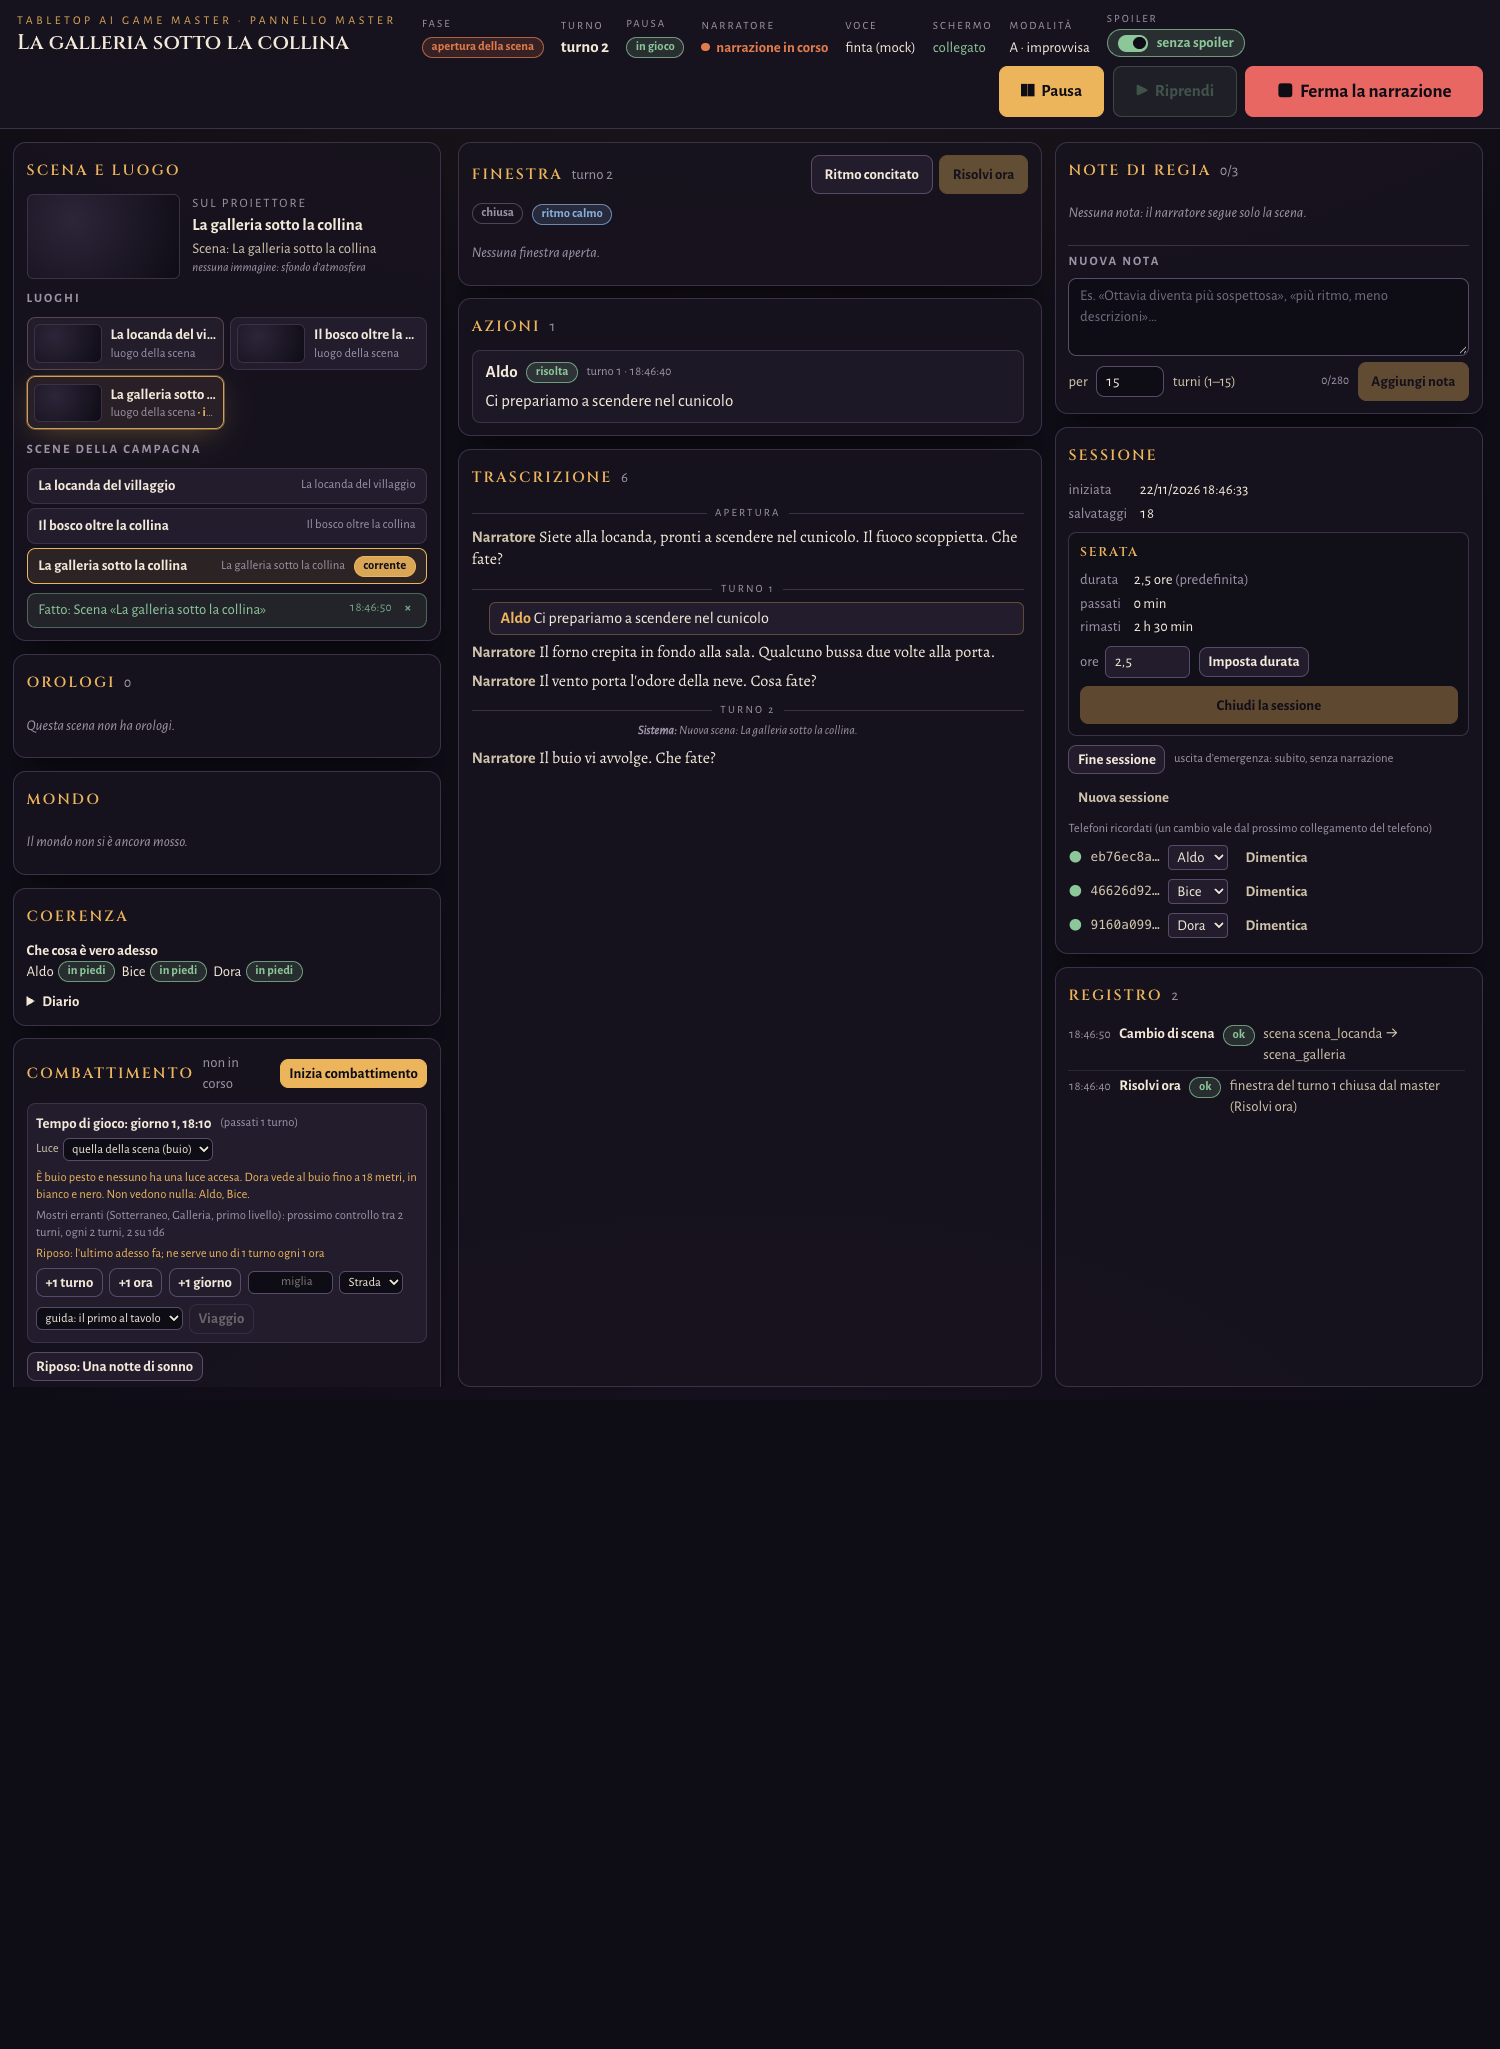 TABLETOP AI GAME MASTER · PANNELLO MASTER
LA GALLERIA SOTTO LA COLLINA
FASE
apertura della scena
TURNO
turno 2
PAUSA
in gioco
NARRATORE
narrazione in corso
VOCE
finta (mock)
SCHERMO
collegato
MODALITÀ
A · improvvisa
SPOILER
senza spoiler
Pausa
Riprendi
Ferma la narrazione
SCENA E LUOGO
SUL PROIETTORE
La galleria sotto la collina
Scena: La galleria sotto la collina
nessuna immagine: sfondo d'atmosfera
LUOGHI
La locanda del vi…
luogo della scena
Il bosco oltre la …
luogo della scena
La galleria sotto …
luogo della scena · i…
SCENE DELLA CAMPAGNA
La locanda del villaggio La locanda del villaggio
Il bosco oltre la collina Il bosco oltre la collina
La galleria sotto la collina La galleria sotto la collina corrente
Fatto: Scena «La galleria sotto la collina» 18:46:50 ×
OROLOGI 0
Questa scena non ha orologi.
MONDO
Il mondo non si è ancora mosso.
COERENZA
Che cosa è vero adesso
Aldo in piedi Bice in piedi Dora in piedi
Diario
COMBATTIMENTO non in corso Inizia combattimento
Tempo di gioco: giorno 1, 18:10 (passati 1 turno)
Luce quella della scena (buio)
È buio pesto e nessuno ha una luce accesa. Dora vede al buio fino a 18 metri, in
bianco e nero. Non vedono nulla: Aldo, Bice.
Mostri erranti (Sotterraneo, Galleria, primo livello): prossimo controllo tra 2
turni, ogni 2 turni, 2 su 1d6
Riposo: l'ultimo adesso fa; ne serve uno di 1 turno ogni 1 ora
+1 turno +1 ora +1 giorno miglia Strada
guida: il primo al tavolo Viaggio
Riposo: Una notte di sonno
FINESTRA turno 2 Ritmo concitato Risolvi ora
chiusa ritmo calmo
Nessuna finestra aperta.
AZIONI 1
Aldo risolta turno 1 · 18:46:40
Ci prepariamo a scendere nel cunicolo
TRASCRIZIONE 6
APERTURA
Narratore Siete alla locanda, pronti a scendere nel cunicolo. Il fuoco scoppietta. Che
fate?
TURNO 1
Aldo Ci prepariamo a scendere nel cunicolo
Narratore Il forno crepita in fondo alla sala. Qualcuno bussa due volte alla porta.
Narratore Il vento porta l'odore della neve. Cosa fate?
TURNO 2
Sistema: Nuova scena: La galleria sotto la collina.
Narratore Il buio vi avvolge. Che fate?
NOTE DI REGIA 0/3
Nessuna nota: il narratore segue solo la scena.
NUOVA NOTA
Es. «Ottavia diventa più sospettosa», «più ritmo, meno
descrizioni»…
per 15 turni (1–15) 0/280 Aggiungi nota
SESSIONE
iniziata 22/11/2026 18:46:33
salvataggi 18
SERATA
durata 2,5 ore (predefinita)
passati 0 min
rimasti 2 h 30 min
ore 2,5 Imposta durata
Chiudi la sessione
Fine sessione uscita d'emergenza: subito, senza narrazione
Nuova sessione
Telefoni ricordati (un cambio vale dal prossimo collegamento del telefono)
eb76ec8a… Aldo Dimentica
46626d92… Bice Dimentica
9160a099… Dora Dimentica
REGISTRO 2
18:46:50 Cambio di scena ok scena scena_locanda →
scena_galleria
18:46:40 Risolvi ora ok finestra del turno 1 chiusa dal master
(Risolvi ora)